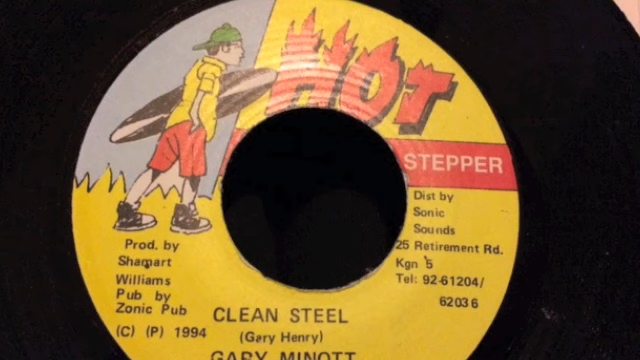 HOT
STEPPER
Dist by
Sonic
Sounds
25 Retirement Rd.
Kgn 5
Tel: 92-61204/
62036
Prod. by
Shapart
Williams
Pub by
Zonic Pub
(C) (P) 1994
CLEAN STEEL
(Gary Henry)
GARY MINOTT